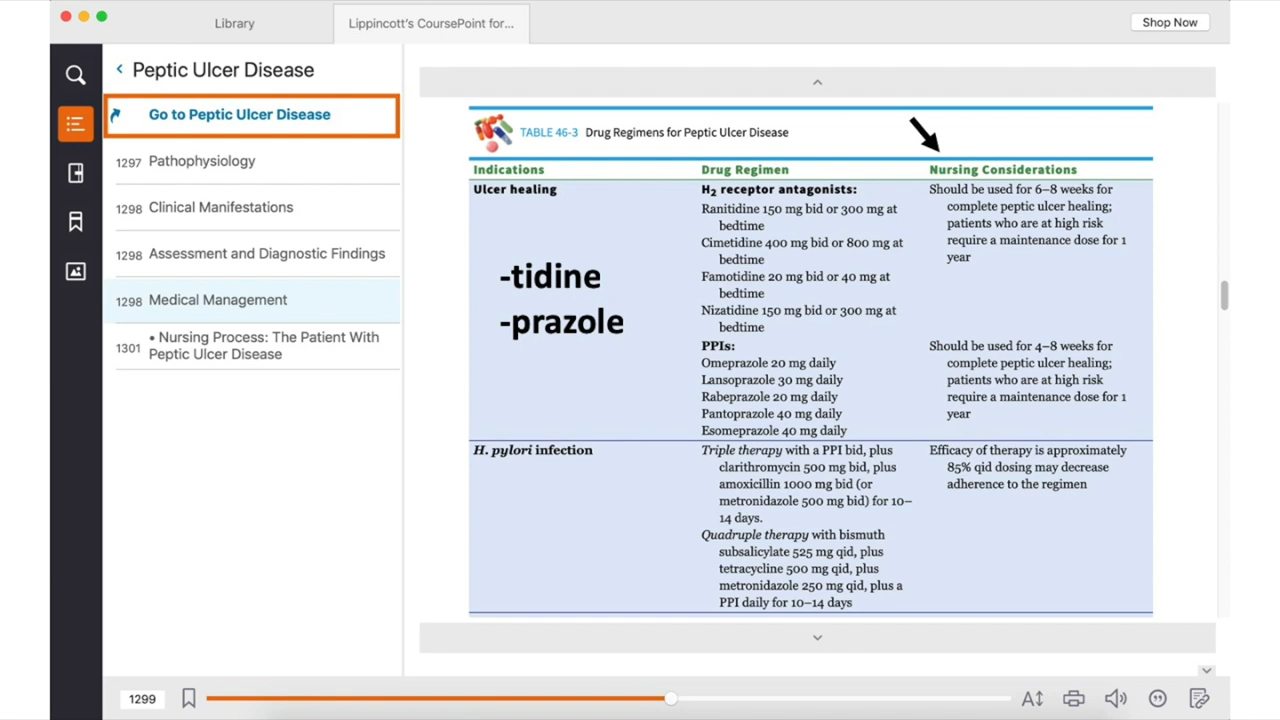 Library
Lippincott's CoursePoint for...
Shop Now
Peptic Ulcer Disease
Go to Peptic Ulcer Disease
1297 Pathophysiology
1298 Clinical Manifestations
1298 Assessment and Diagnostic Findings
1298 Medical Management
1301 • Nursing Process: The Patient With
Peptic Ulcer Disease
TABLE 46-3 Drug Regimens for Peptic Ulcer Disease
Indications
Drug Regimen
Nursing Considerations
Ulcer healing
-tidine
-prazole
H2 receptor antagonists:
Ranitidine 150 mg bid or 300 mg at
bedtime
Cimetidine 400 mg bid or 800 mg at
bedtime
Famotidine 20 mg bid or 40 mg at
bedtime
Nizatidine 150 mg bid or 300 mg at
bedtime
Should be used for 6–8 weeks for
complete peptic ulcer healing;
patients who are at high risk
require a maintenance dose for 1
year
PPIs:
Omeprazole 20 mg daily
Lansoprazole 30 mg daily
Rabeprazole 20 mg daily
Pantoprazole 40 mg daily
Esomeprazole 40 mg daily
Should be used for 4–8 weeks for
complete peptic ulcer healing;
patients who are at high risk
require a maintenance dose for 1
year
H. pylori infection
Triple therapy with a PPI bid, plus
clarithromycin 500 mg bid, plus
amoxicillin 1000 mg bid (or
metronidazole 500 mg bid) for 10–
14 days.
Quadruple therapy with bismuth
subsalicylate 525 mg qid, plus
tetracycline 500 mg qid, plus
metronidazole 250 mg qid, plus a
PPI daily for 10–14 days
Efficacy of therapy is approximately
85% qid dosing may decrease
adherence to the regimen
1299
A